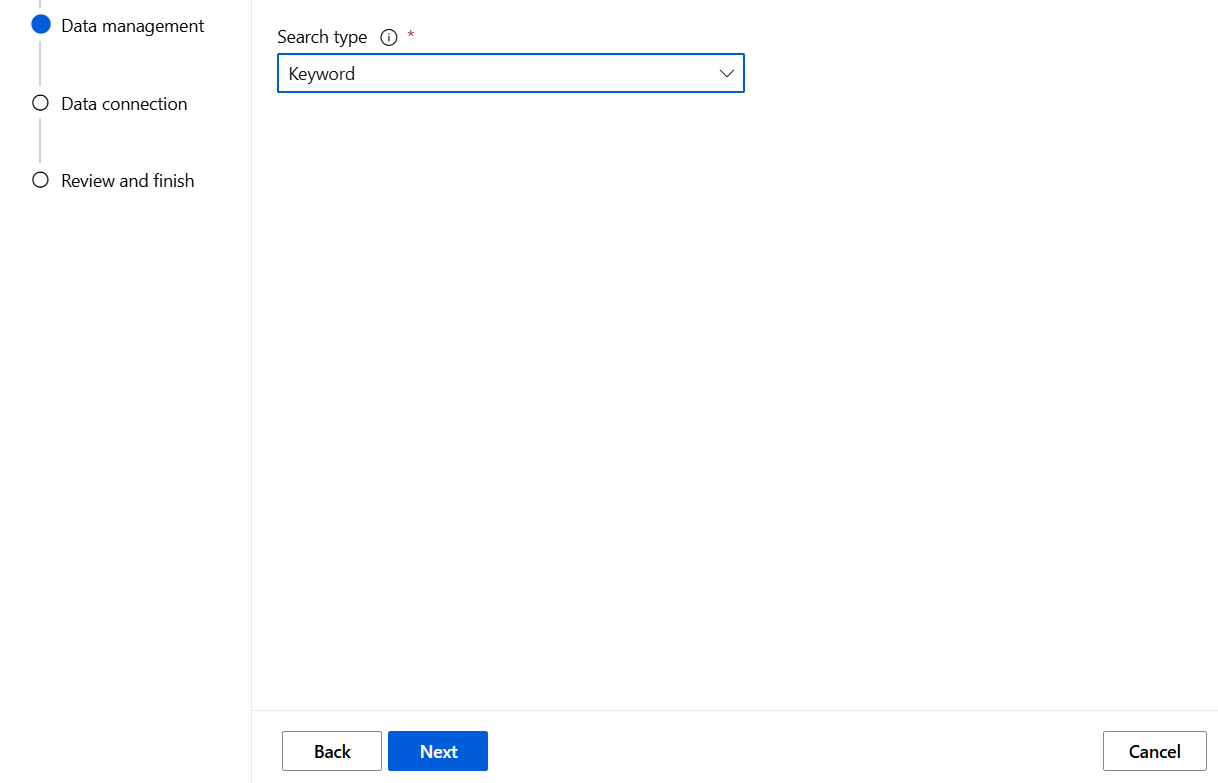 Data management
Data connection
Review and finish
Search type *
Keyword
Back
Next
Cancel